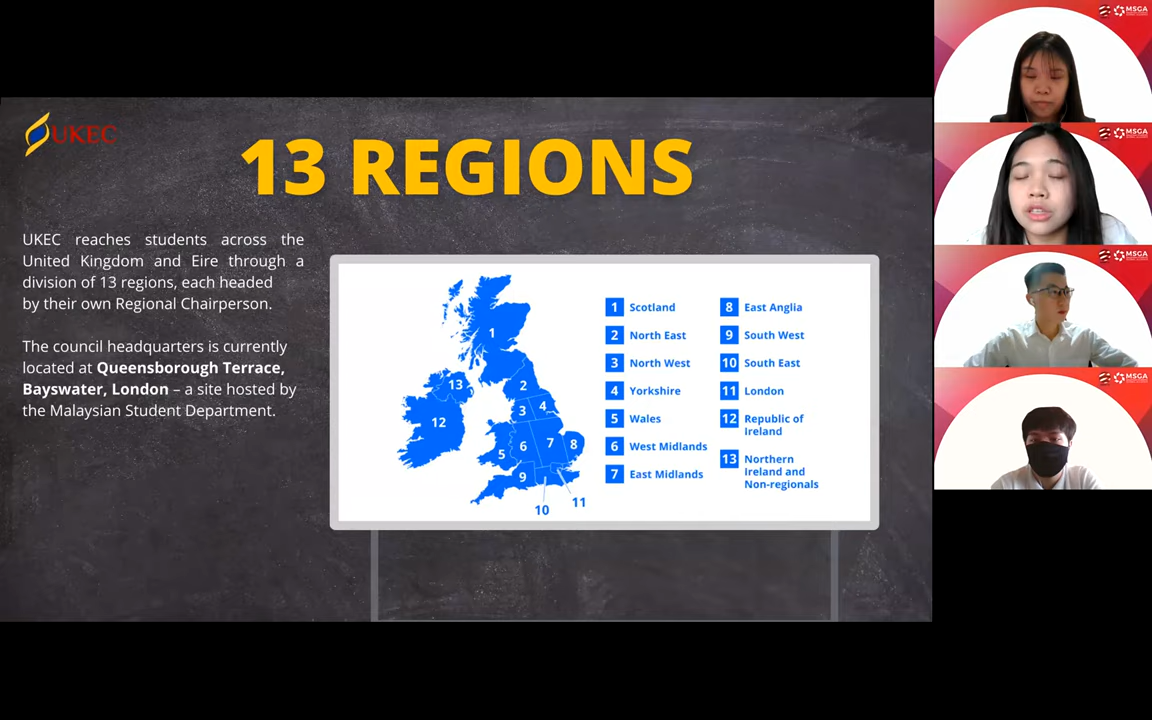 UKEC
13 REGIONS
UKEC reaches students across the
United Kingdom and Eire through a
division of 13 regions, each headed
by their own Regional Chairperson.
The council headquarters is currently
located at Queensborough Terrace,
Bayswater, London – a site hosted by
the Malaysian Student Department.
1
2
3
4
5
6
7
8
9
10
11
12
13
1 Scotland
2 North East
3 North West
4 Yorkshire
5 Wales
6 West Midlands
7 East Midlands
8 East Anglia
9 South West
10 South East
11 London
12 Republic of
Ireland
13 Northern
Ireland and
Non-regionals
MSGA
MSGA
MSGA
MSGA